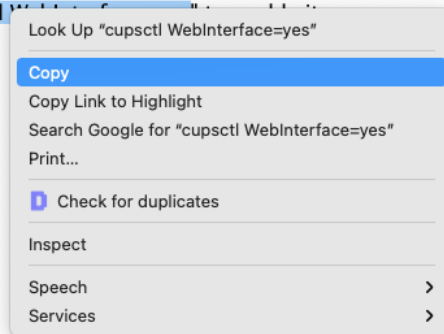 Look Up “cupsctl WebInterface=yes”
Copy
Copy Link to Highlight
Search Google for “cupsctl WebInterface=yes”
Print...
D Check for duplicates
Inspect
Speech
Services